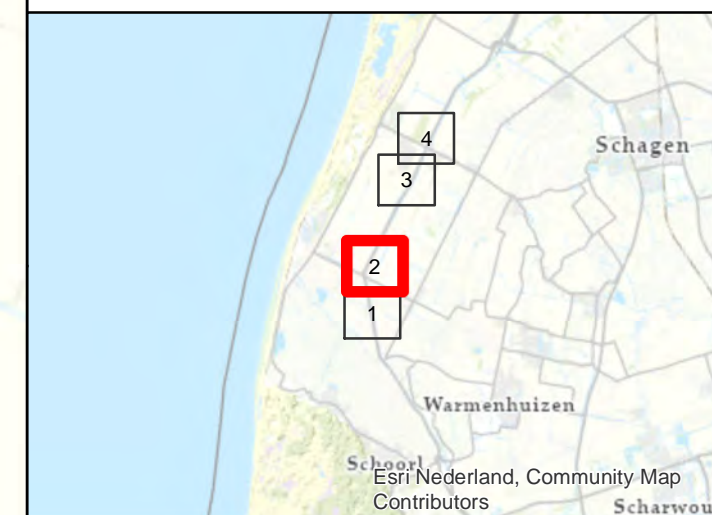 4
Schagen
3
2
1
Warmenhuizen
Schoorl
Esri Nederland, Community Map
Contributors
Scharwou